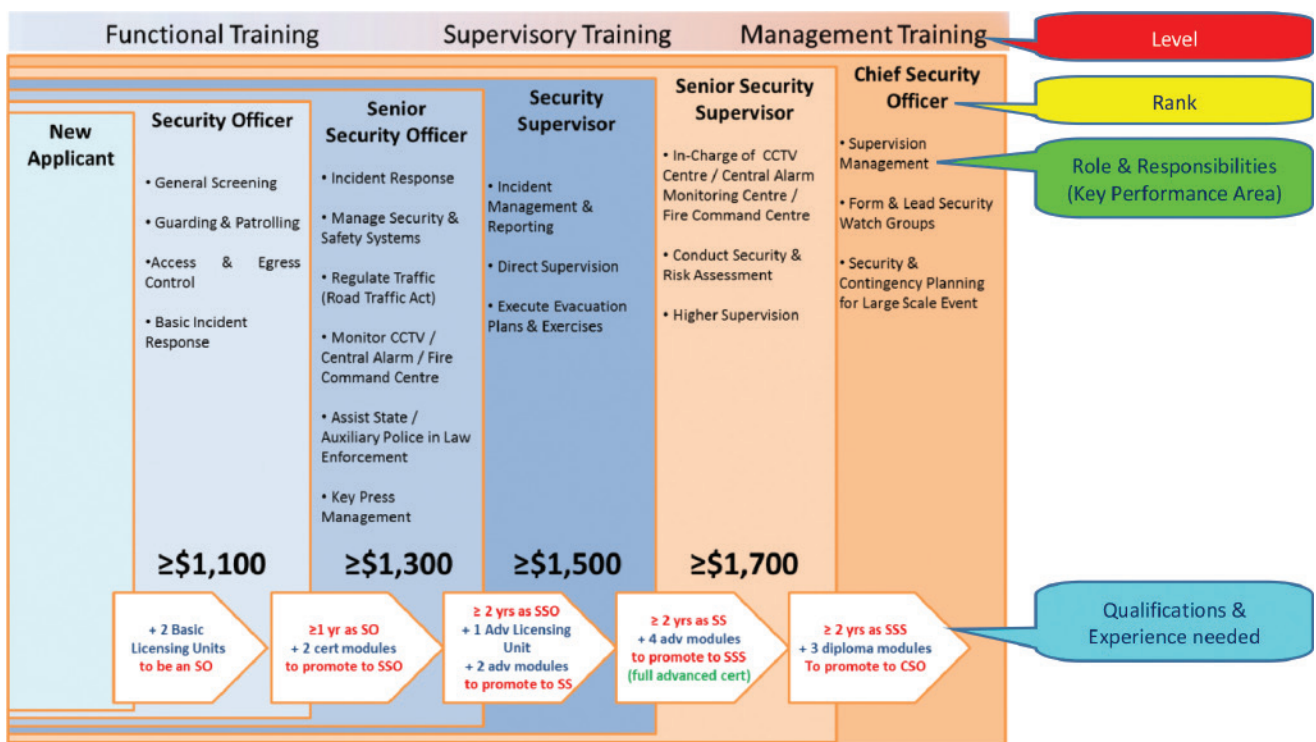 Functional Training
Supervisory Training
Management Training
Level
New
Applicant
Security Officer
• General Screening
• Guarding & Patrolling
•Access & Egress
Control
• Basic Incident
Response
≥$1,100
Senior
Security Officer
• Incident Response
• Manage Security &
Safety Systems
• Regulate Traffic
(Road Traffic Act)
• Monitor CCTV /
Central Alarm / Fire
Command Centre
• Assist State /
Auxiliary Police in Law
Enforcement
• Key Press
Management
≥$1,300
Security
Supervisor
• Incident
Management &
Reporting
• Direct Supervision
• Execute Evacuation
Plans & Exercises
≥$1,500
Senior Security
Supervisor
• In-Charge of CCTV
Centre / Central Alarm
Monitoring Centre /
Fire Command Centre
• Conduct Security &
Risk Assessment
• Higher Supervision
≥$1,700
Chief Security
Officer
• Supervision
Management
• Form & Lead Security
Watch Groups
• Security &
Contingency Planning
for Large Scale Event
Rank
Role & Responsibilities
(Key Performance Area)
+ 2 Basic
Licensing Units
to be an SO
≥1 yr as SO
+ 2 cert modules
to promote to SSO
≥ 2 yrs as SSO
+ 1 Adv Licensing
Unit
+ 2 adv modules
to promote to SS
≥ 2 yrs as SS
+ 4 adv modules
to promote to SSS
(full advanced cert)
≥ 2 yrs as SSS
+ 3 diploma modules
To promote to CSO
Qualifications &
Experience needed